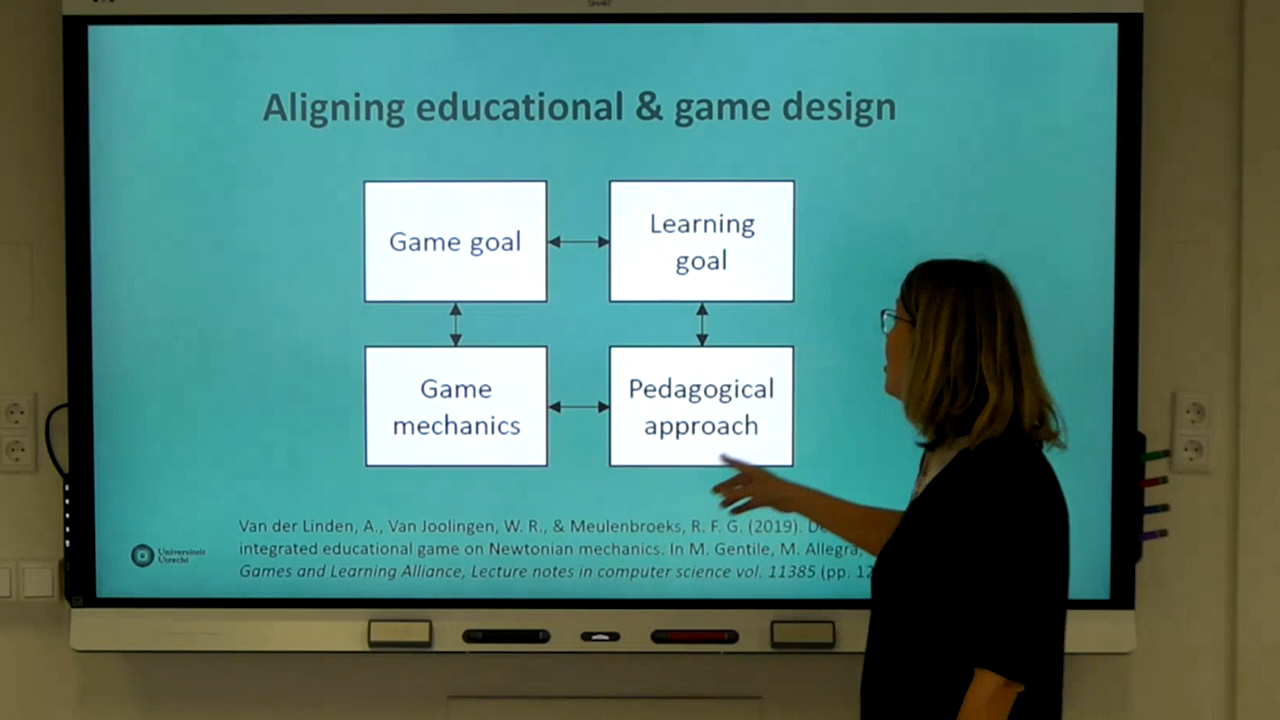 Aligning educational & game design
Game goal
Learning
goal
Game
mechanics
Pedagogical
approach
Van der Linden, A., Van Joolingen, W. R., & Meulenbroeks, R. F. G. (2019).
integrated educational game on Newtonian mechanics. In M. Gentile, M. Allegra,
Games and Learning Alliance, Lecture notes in computer science vol. 11385 (pp.
Universiteit
Utrecht